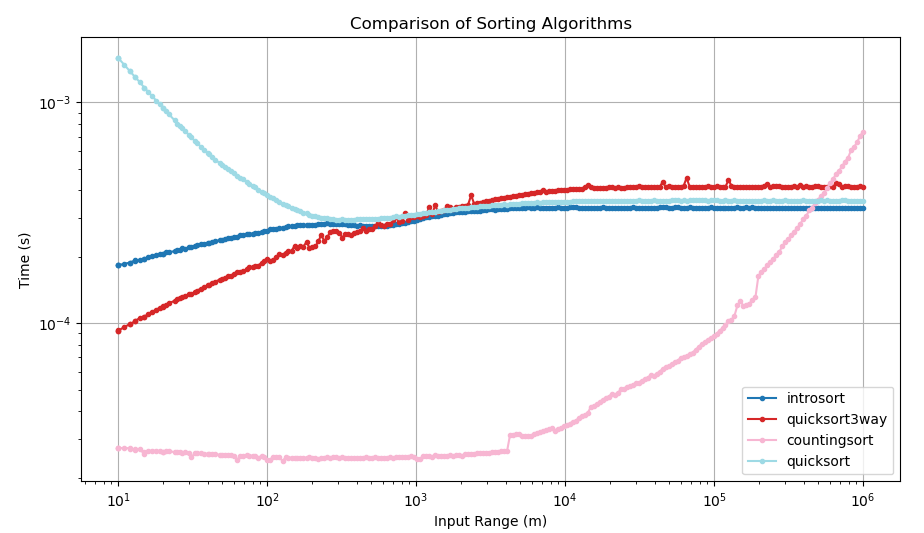 Comparison of Sorting Algorithms
Time (s)
10⁻³
10⁻⁴
10¹ 10² 10³ 10⁴ 10⁵ 10⁶
Input Range (m)
introsort
quicksort3way
countingsort
quicksort